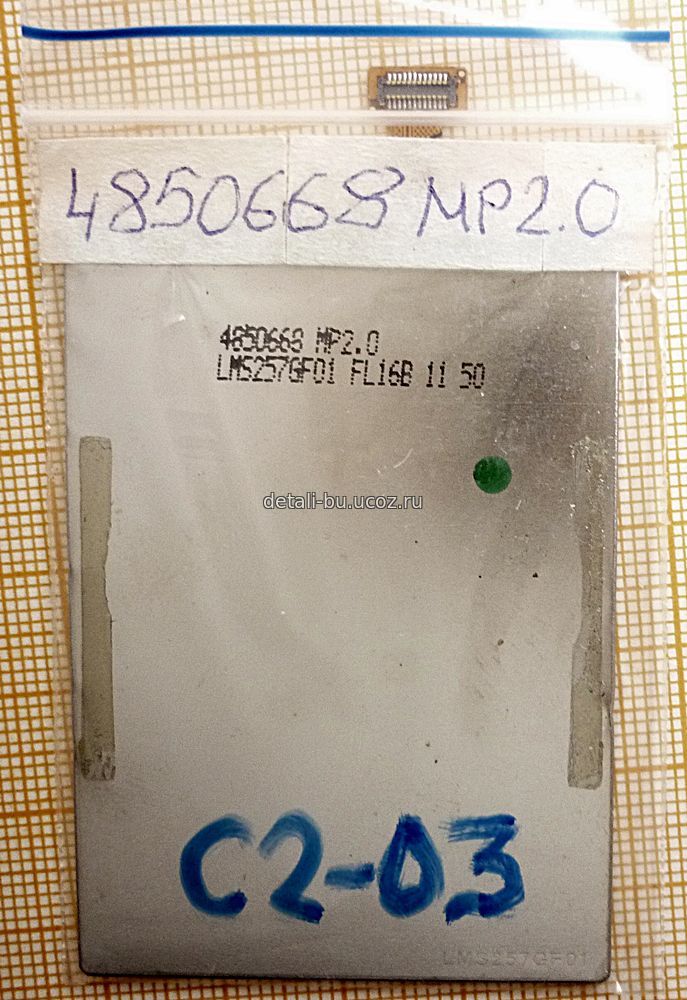 4850668 MP2.0
4850668 MP2.0
LMS257GF01 FL16B 11 50
detali-bu.ucoz.ru
C2-03
LMS257GF01